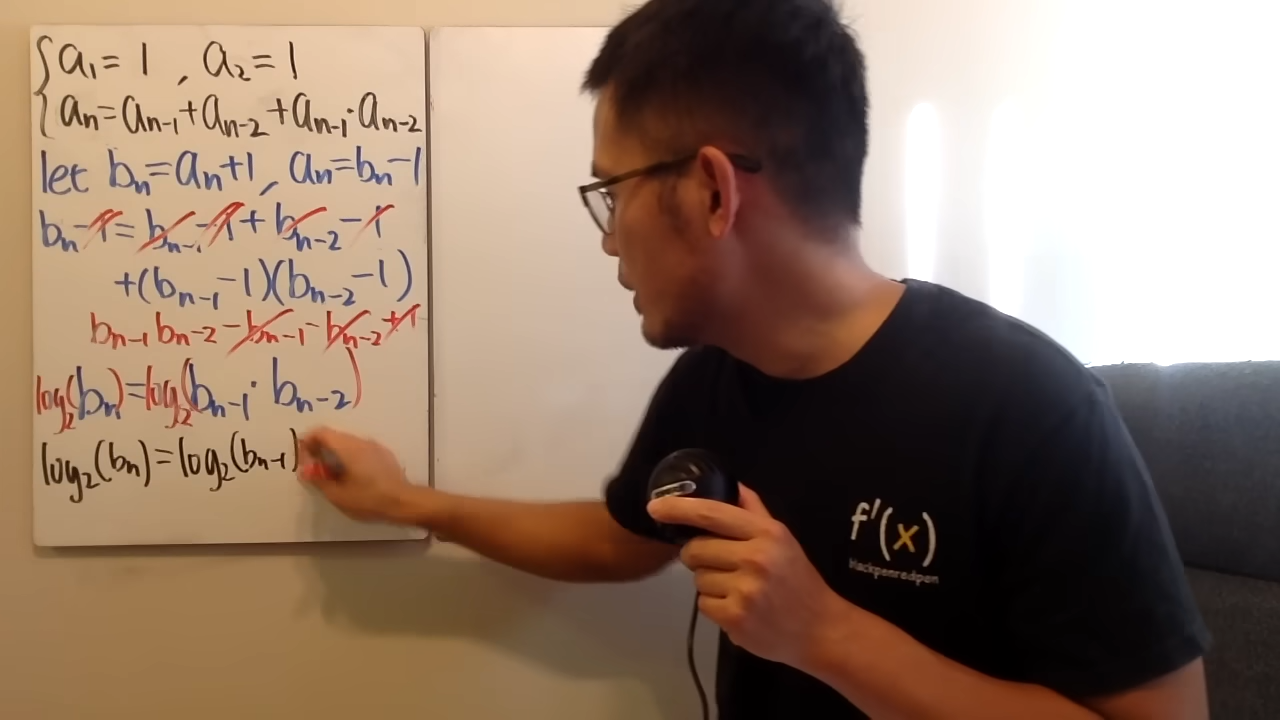 a₁ = 1 , a₂ = 1
aₙ = aₙ₋₁ + aₙ₋₂ + aₙ₋₁ · aₙ₋₂
let bₙ = aₙ + 1 , aₙ = bₙ - 1
bₙ - 1 = bₙ₋₁ - 1 + bₙ₋₂ - 1
+ (bₙ₋₁ - 1)(bₙ₋₂ - 1)
bₙ₋₁ bₙ₋₂ - bₙ₋₁ - bₙ₋₂ + 1
log₂(bₙ) = log₂(bₙ₋₁ · bₙ₋₂)
log₂(bₙ) = log₂(bₙ₋₁)
f'(x)
blackpenredpen